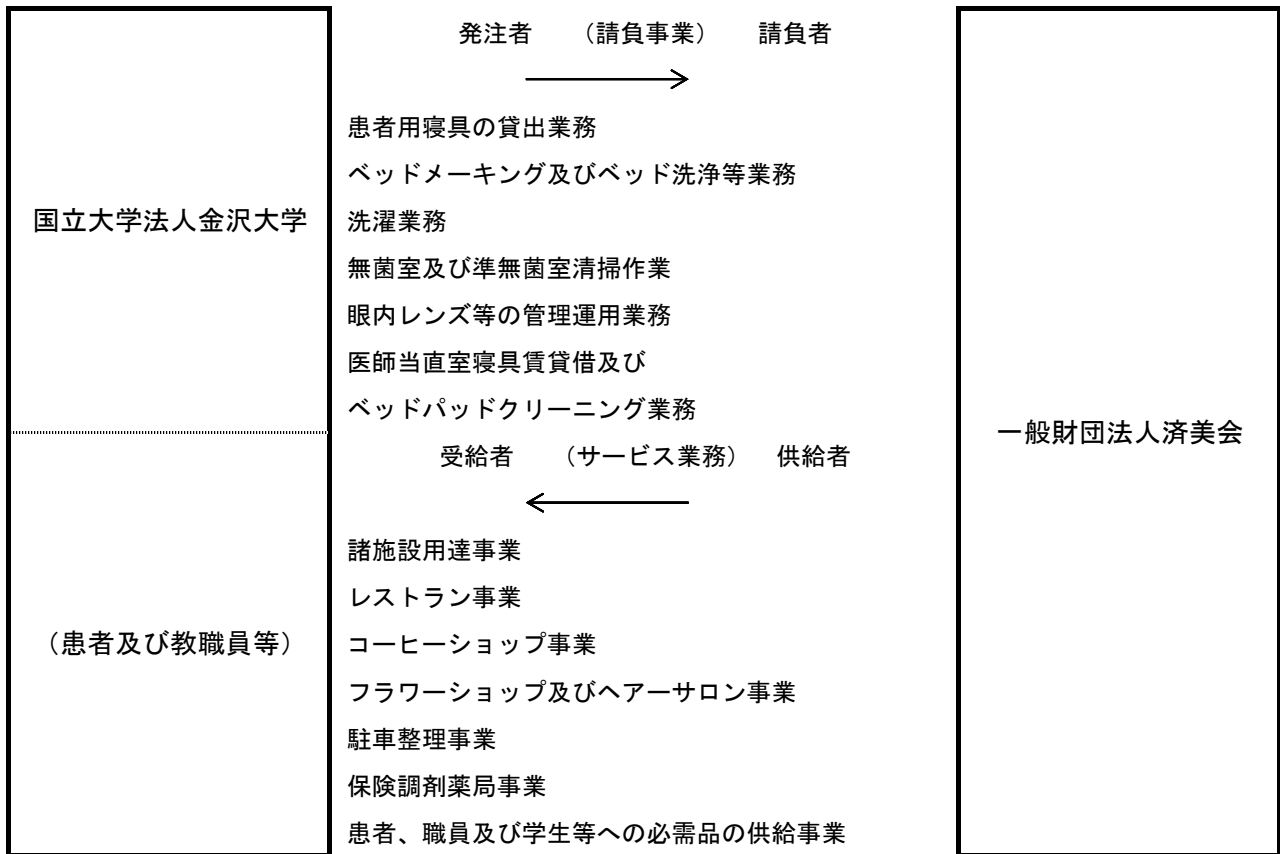 発注者 （請負事業） 請負者
患者用寝具の貸出業務
ベッドメーキング及びベッド洗浄等業務
国立大学法人金沢大学
洗濯業務
無菌室及び準無菌室清掃作業
眼内レンズ等の管理運用業務
医師当直室寝具賃貸借及び
ベッドパッドクリーニング業務
一般財団法人済美会
受給者 （サービス業務） 供給者
諸施設用達事業
レストラン事業
（患者及び教職員等）
コーヒーショップ事業
フラワーショップ及びヘアーサロン事業
駐車整理事業
保険調剤薬局事業
患者、職員及び学生等への必需品の供給事業